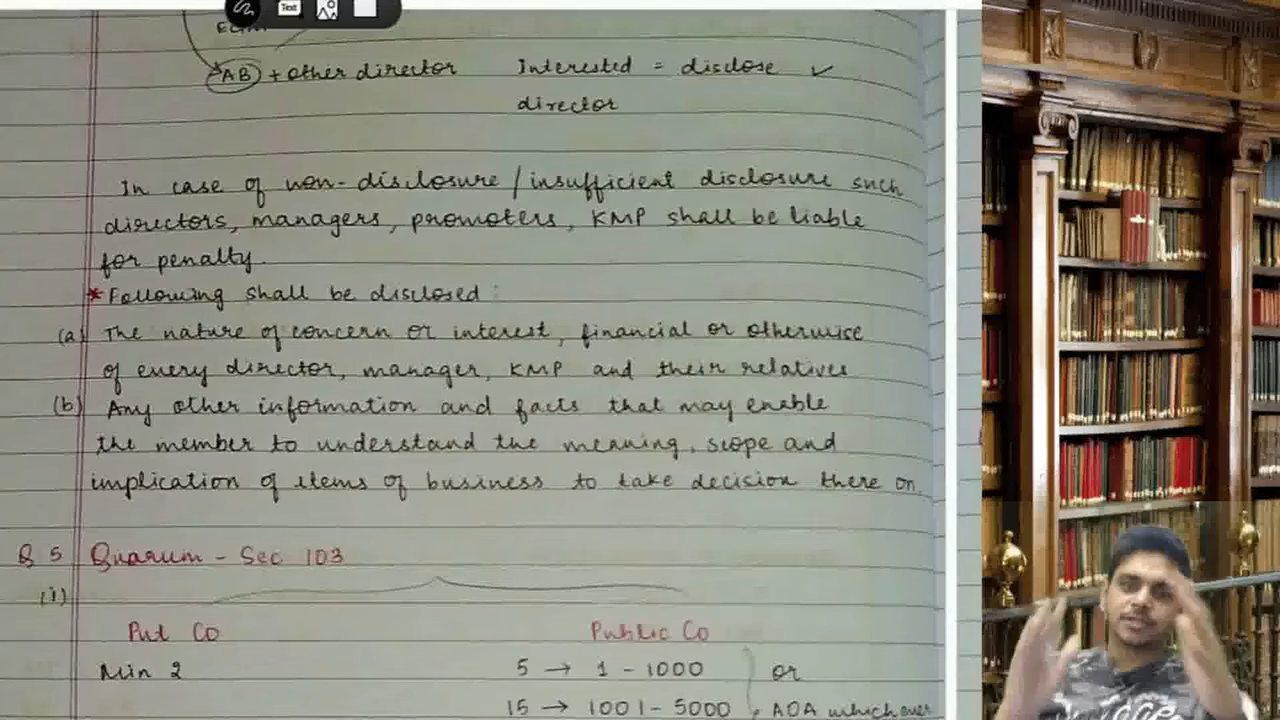 Text
AB + other director Interested = disclose ✓
director
In case of non-disclosure / insufficient disclosure such
directors, managers, promoters, KMP shall be liable
for penalty.
* Following shall be disclosed :
(a) The nature of concern or interest, financial or otherwise
of every director, manager, KMP and their relatives
(b) Any other information and facts that may enable
the member to understand the meaning, scope and
implication of items of business to take decision there on.
Q 5 Quorum - Sec 103
(i)
Pvt Co Public Co
Min 2 5 → 1 - 1000 or
15 → 1001 - 5000 AOA which ever